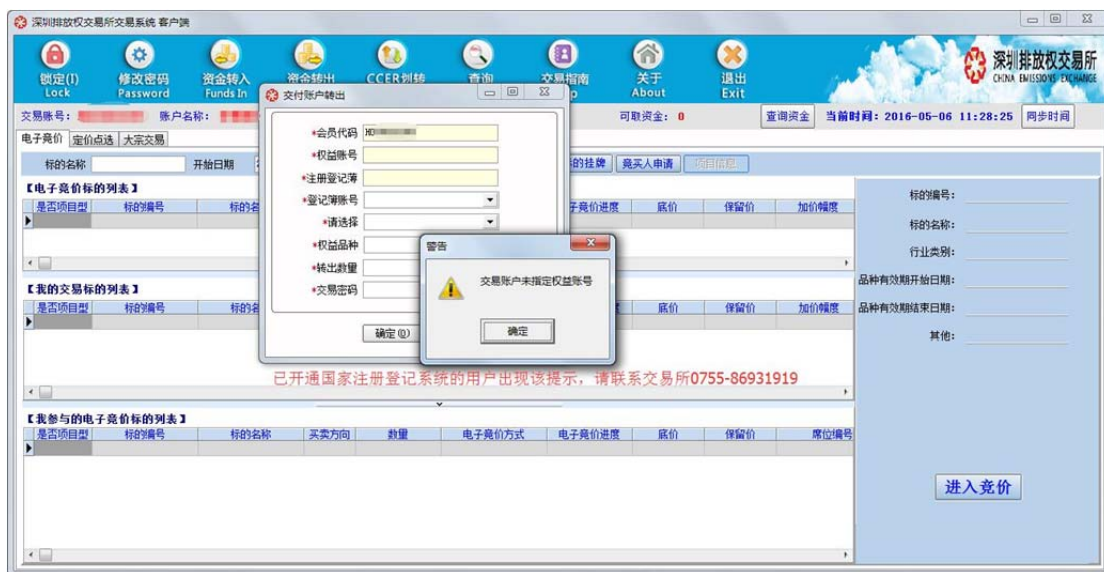 深圳排放权交易所交易系统 客户端
锁定(I) 修改密码 资金转入 资金转出 CCER划转 查询 交易指南 关于 退出
Lock Password Funds In About Exit
深圳排放权交易所
CHINA EMISSIONS EXCHANGE
交易账号： 账户名称： 可取资金： 0 查询资金 当前时间：2016-05-06 11:28:25 同步时间
电子竞价 定价点选 大宗交易
标的名称 开始日期 的挂牌 竞买人申请 项目信息
【电子竞价标的列表】
是否项目型 标的编号 标的名 子竞价进度 底价 保留价 加价幅度
【我的交易标的列表】
是否项目型 标的编号 标的名 底价 保留价 加价幅度
已开通国家注册登记系统的用户出现该提示，请联系交易所0755-86931919
【我参与的电子竞价标的列表】
是否项目型 标的编号 标的名称 买卖方向 数量 电子竞价方式 电子竞价进度 底价 保留价 席位编号
标的编号：
标的名称：
行业类别：
品种有效期开始日期：
品种有效期结束日期：
其他：
进入竞价
交付账户转出
*会员代码 HD
*权益账号
*注册登记簿
*登记簿账号
*请选择
*权益品种
*转出数量
*交易密码
确定(O)
警告
交易账户未指定权益账号
确定